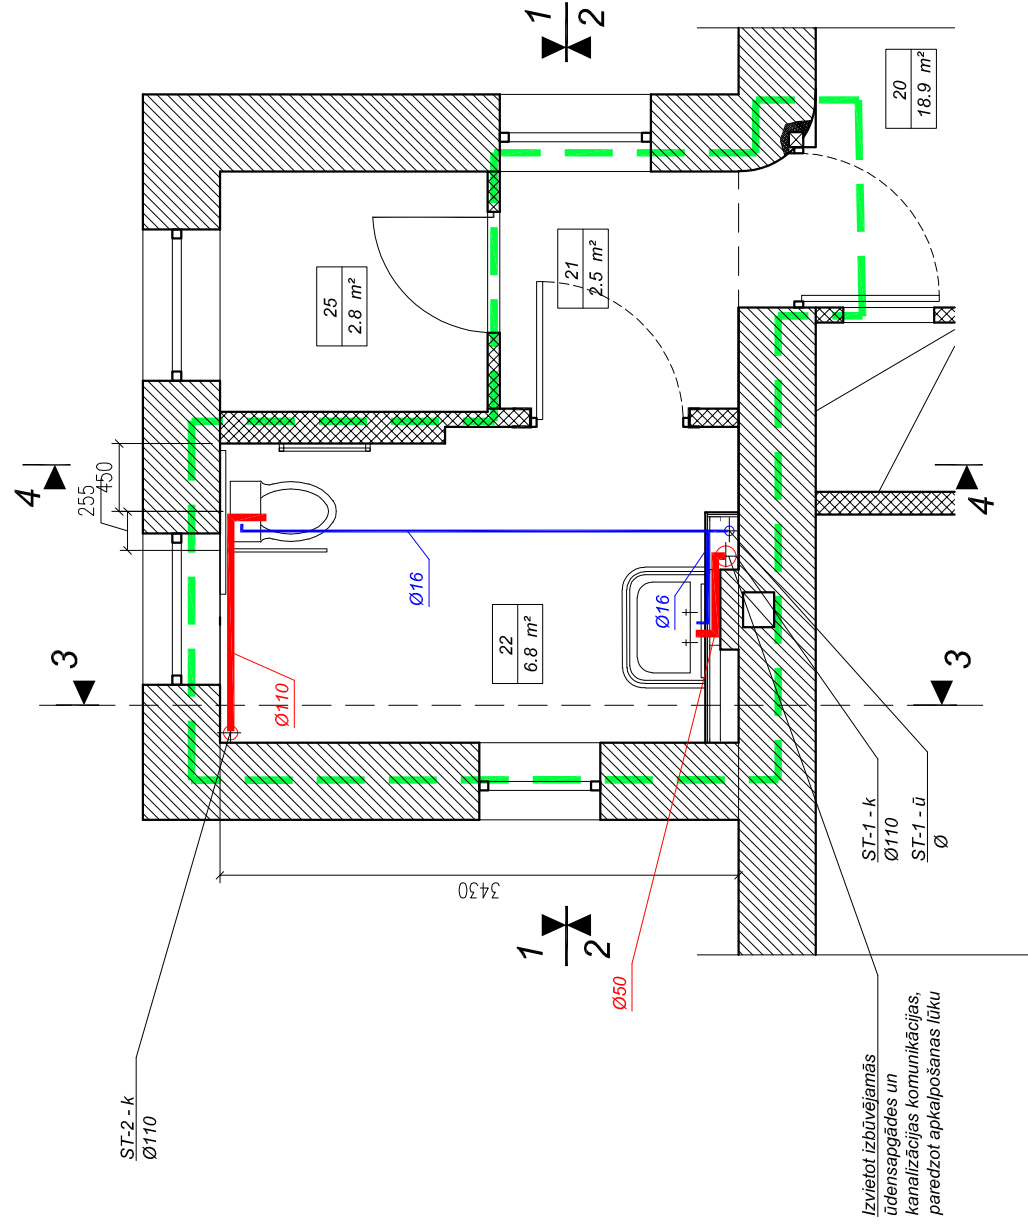 1
2
20
18.9 m²
21
2.5 m²
25
2.8 m²
4
255
450
4
Ø16
Ø16
22
6.8 m²
3
Ø110
3
ST-1 - k
Ø110
ST-1 - ū
Ø
3430
1
2
Ø50
ST-2 - k
Ø110
Izvietot izbūvējamās
ūdensapgādes un
kanalizācijas komunikācijas,
paredzot apkalpošanas lūku